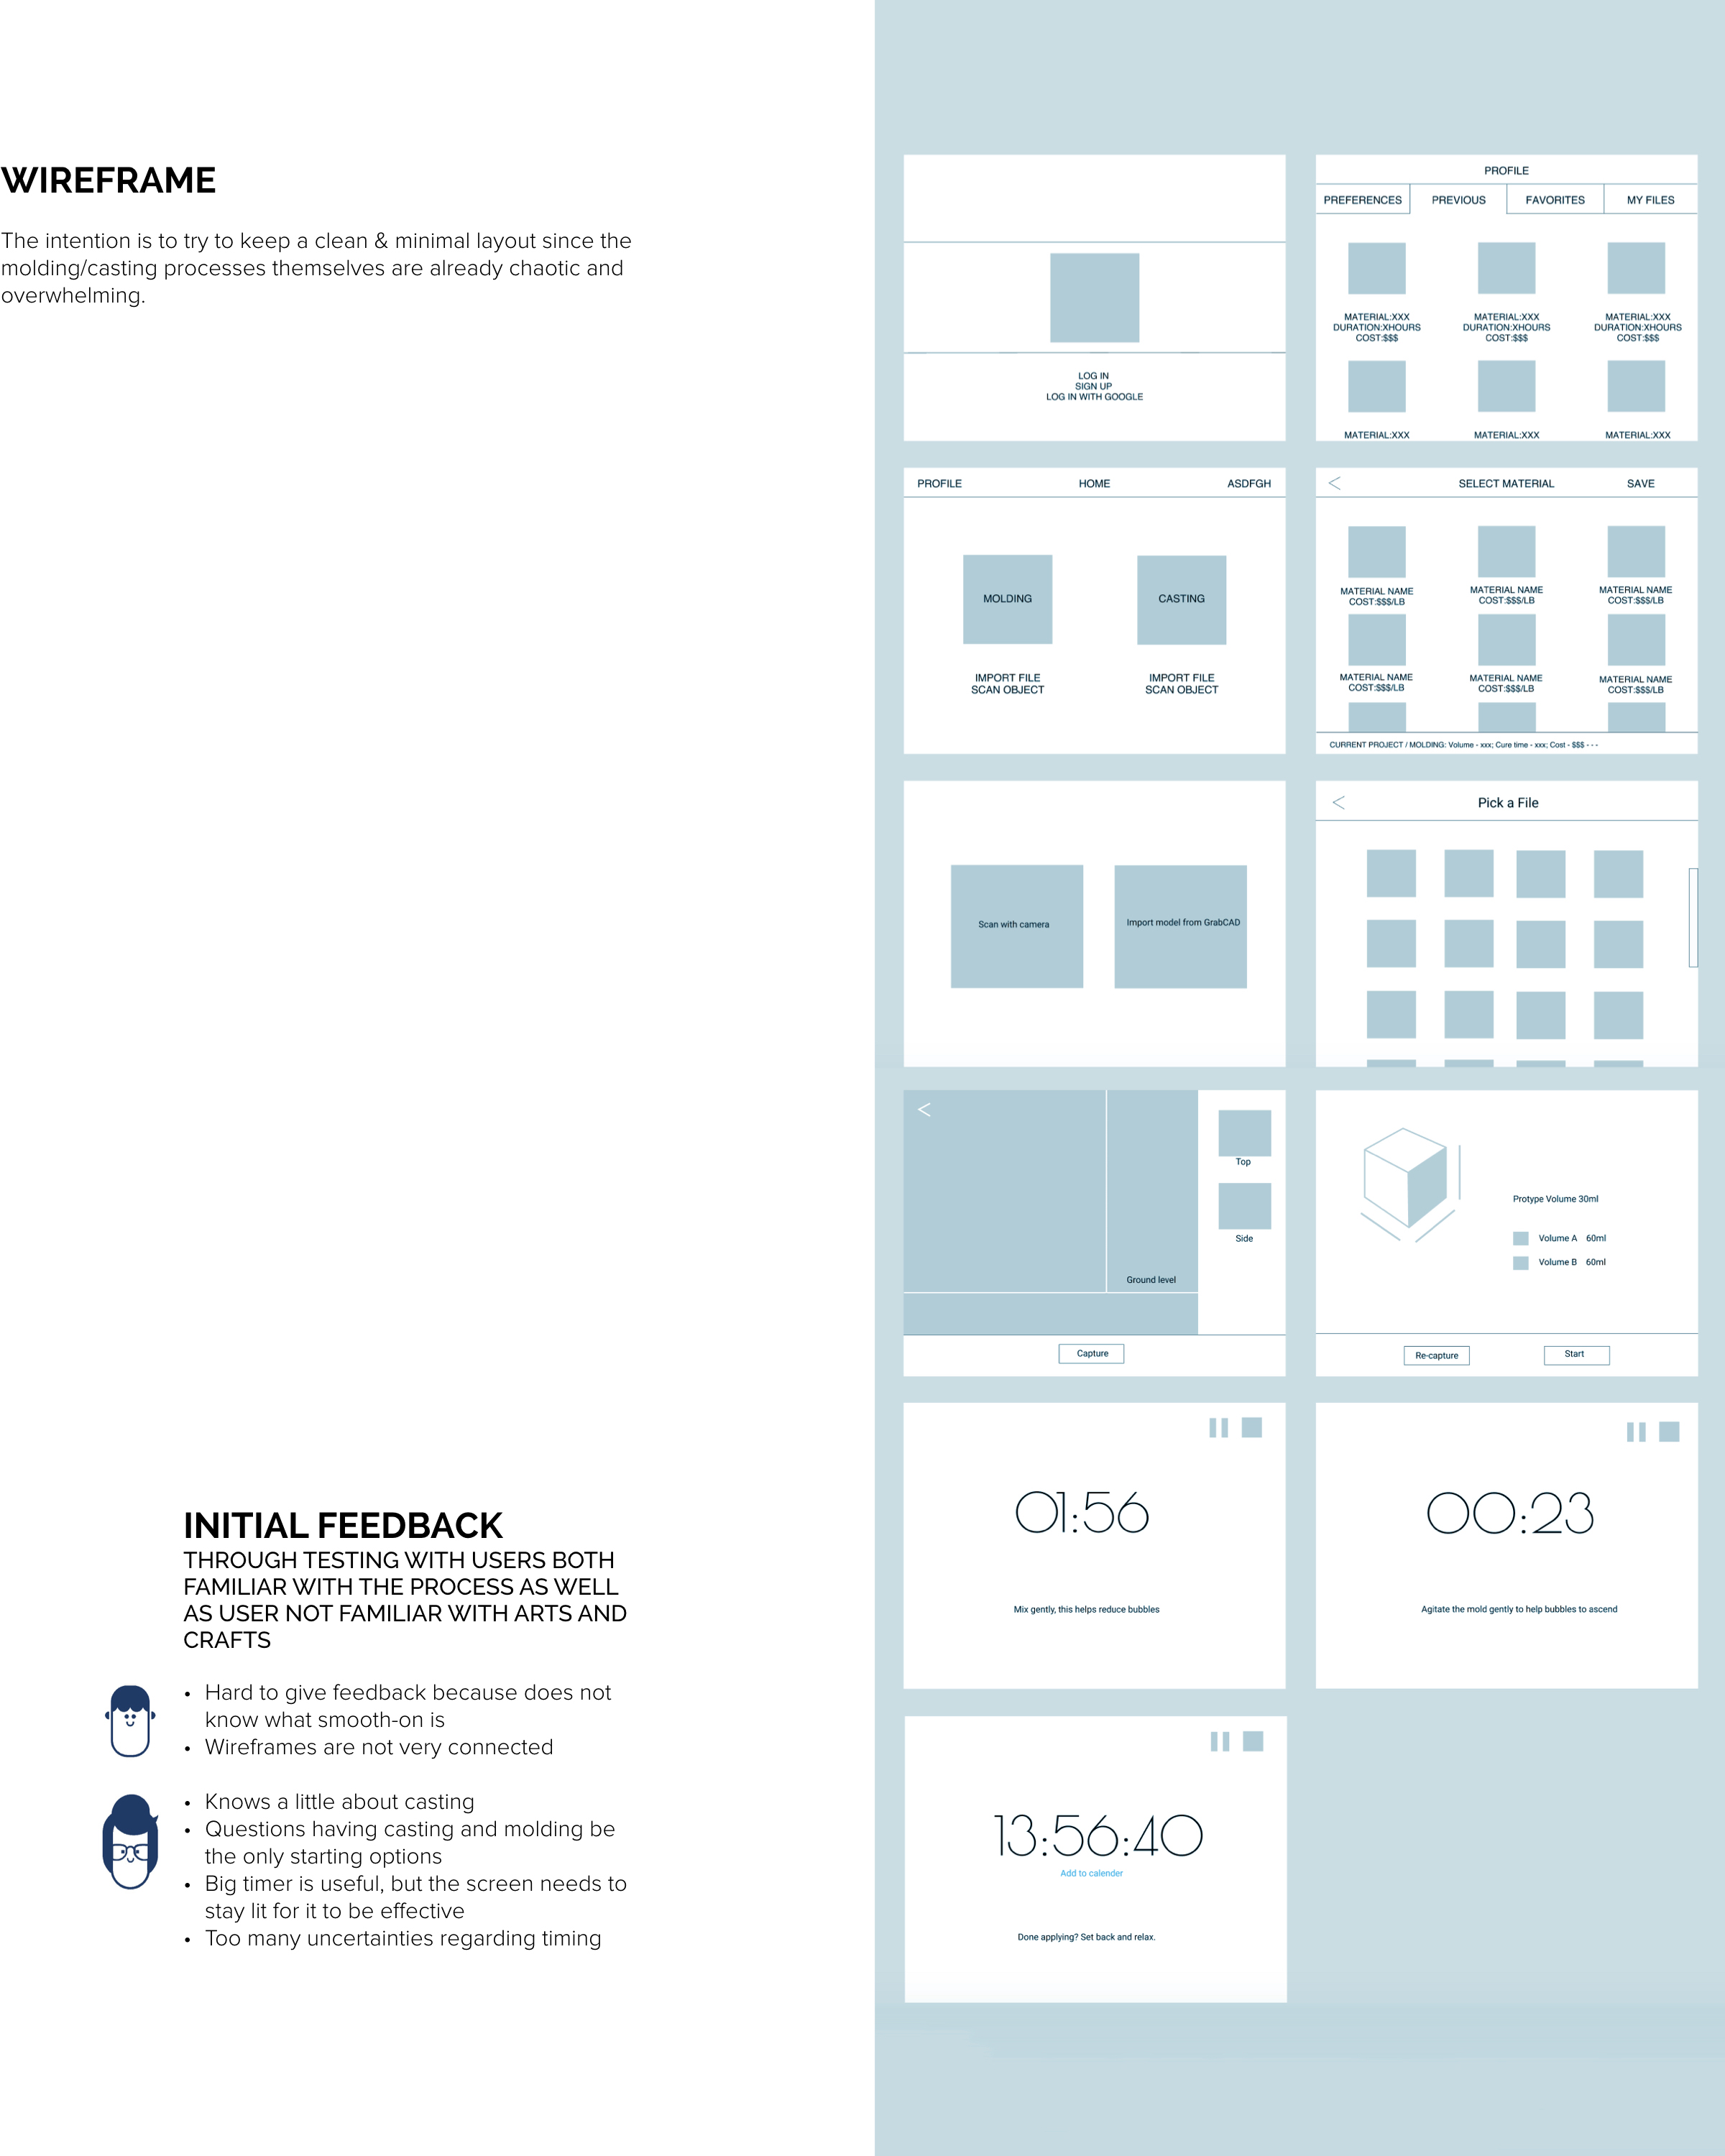 WIREFRAME
The intention is to try to keep a clean & minimal layout since the
molding/casting processes themselves are already chaotic and
overwhelming.
INITIAL FEEDBACK
THROUGH TESTING WITH USERS BOTH
FAMILIAR WITH THE PROCESS AS WELL
AS USER NOT FAMILIAR WITH ARTS AND
CRAFTS
• Hard to give feedback because does not
know what smooth-on is
• Wireframes are not very connected
• Knows a little about casting
• Questions having casting and molding be
the only starting options
• Big timer is useful, but the screen needs to
stay lit for it to be effective
• Too many uncertainties regarding timing
LOG IN
SIGN UP
LOG IN WITH GOOGLE
PROFILE
PREFERENCES PREVIOUS FAVORITES MY FILES
MATERIAL:XXX MATERIAL:XXX MATERIAL:XXX
DURATION:XHOURS DURATION:XHOURS DURATION:XHOURS
COST:$$$ COST:$$$ COST:$$$
MATERIAL:XXX MATERIAL:XXX MATERIAL:XXX
PROFILE HOME ASDFGH
MOLDING CASTING
IMPORT FILE IMPORT FILE
SCAN OBJECT SCAN OBJECT
< SELECT MATERIAL SAVE
MATERIAL NAME MATERIAL NAME MATERIAL NAME
COST:$$$/LB COST:$$$/LB COST:$$$/LB
MATERIAL NAME MATERIAL NAME MATERIAL NAME
COST:$$$/LB COST:$$$/LB COST:$$$/LB
CURRENT PROJECT / MOLDING: Volume - xxx; Cure time - xxx; Cost - $$$ - - -
Scan with camera Import model from GrabCAD
< Pick a File
<
Top
Side
Ground level
Capture
Protype Volume 30ml
Volume A 60ml
Volume B 60ml
Re-capture Start
01:56
Mix gently, this helps reduce bubbles
00:23
Agitate the mold gently to help bubbles to ascend
13:56:40
Add to calender
Done applying? Set back and relax.